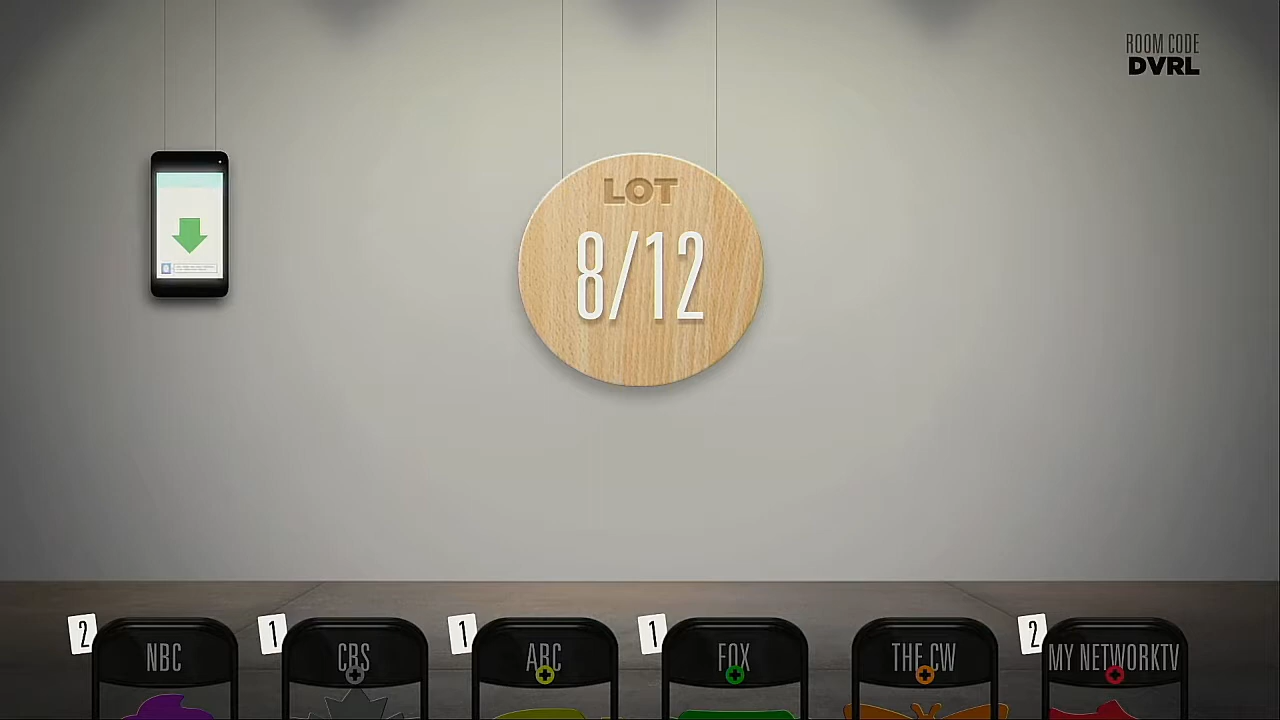 ROOM CODE
DVRL
LOT
8/12
2
NBC
1
CBS
1
ABC
1
FOX
THE CW
2
MY NETWORKTV